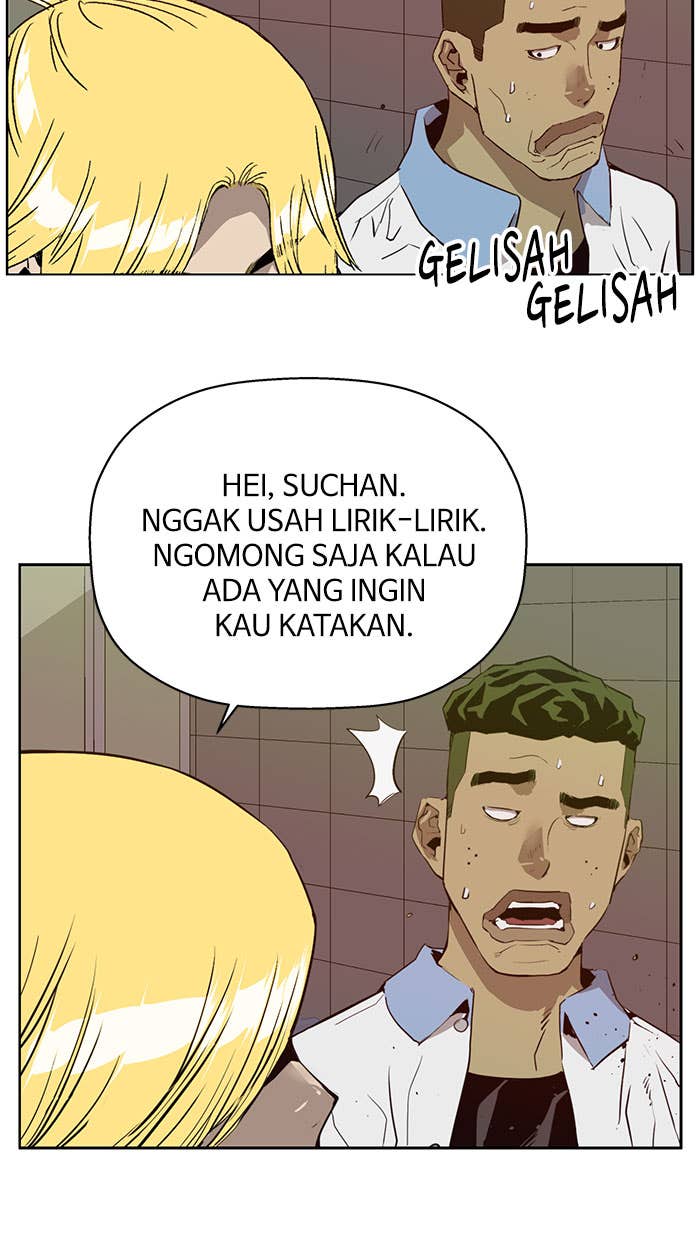 GELISAH
GELISAH
HEI, SUCHAN.
NGGAK USAH LIRIK-LIRIK.
NGOMONG SAJA KALAU
ADA YANG INGIN
KAU KATAKAN.